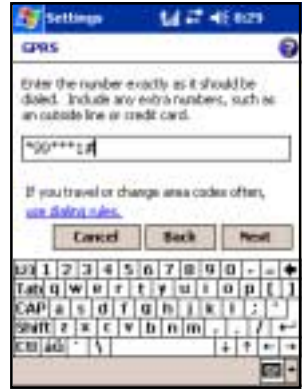 Settings 8:29
GPRS
Enter the number exactly as it should be
dialed. Include any extra numbers, such as
an outside line or credit card.
*99***1#
If you travel or change area codes often,
use dialing rules.
Cancel Back Next
123 1 2 3 4 5 6 7 8 9 0 - =
Tab q w e r t y u i o p [ ]
CAP a s d f g h j k l ; '
Shift z x c v b n m , . /
Ctl áü ` \